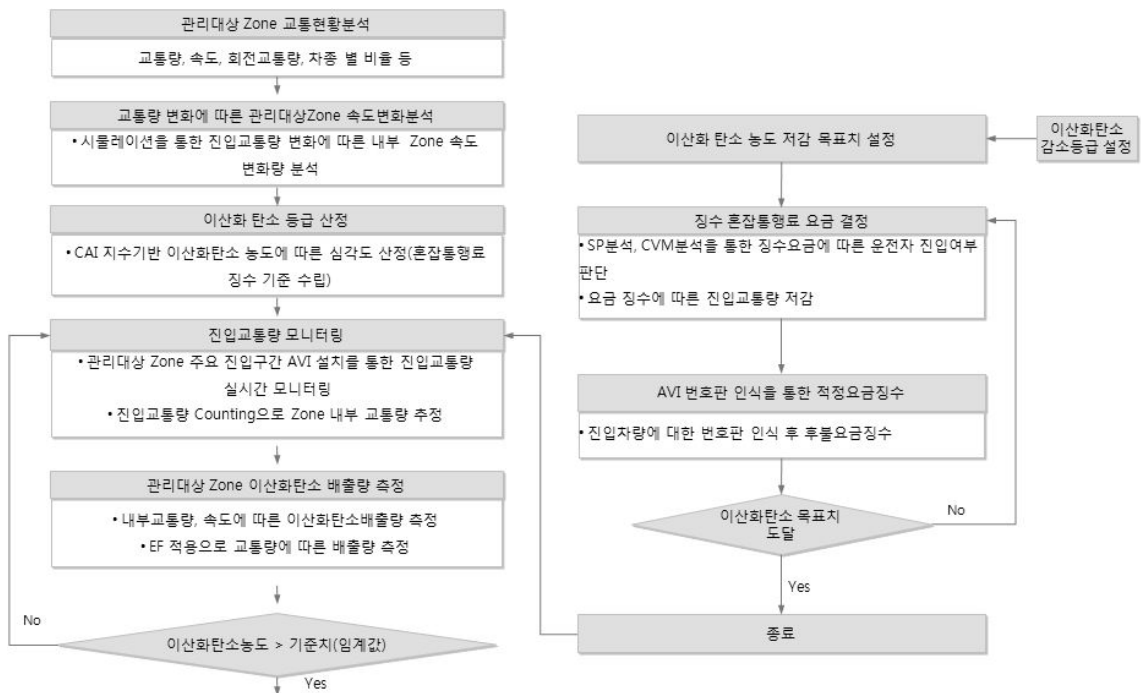 관리대상 Zone 교통현황분석
교통량, 속도, 회전교통량, 차종 별 비율 등
교통량 변화에 따른 관리대상Zone 속도변화분석
• 시뮬레이션을 통한 진입교통량 변화에 따른 내부 Zone 속도
변화량 분석
이산화 탄소 등급 산정
• CAI 지수기반 이산화탄소 농도에 따른 심각도 산정(혼잡통행료
징수 기준 수립)
진입교통량 모니터링
• 관리대상 Zone 주요 진입구간 AVI 설치를 통한 진입교통량
실시간 모니터링
• 진입교통량 Counting으로 Zone 내부 교통량 추정
관리대상 Zone 이산화탄소 배출량 측정
• 내부교통량, 속도에 따른 이산화탄소배출량 측정
• EF 적용으로 교통량에 따른 배출량 측정
No
이산화탄소농도 > 기준치(임계값)
Yes
이산화 탄소 농도 저감 목표치 설정
이산화탄소
감소등급 설정
징수 혼잡통행료 요금 결정
• SP분석, CVM분석을 통한 징수요금에 따른 운전자 진입여부
판단
• 요금 징수에 따른 진입교통량 저감
AVI 번호판 인식을 통한 적정요금징수
• 진입차량에 대한 번호판 인식 후 후불요금징수
이산화탄소 목표치
도달
No
Yes
종료